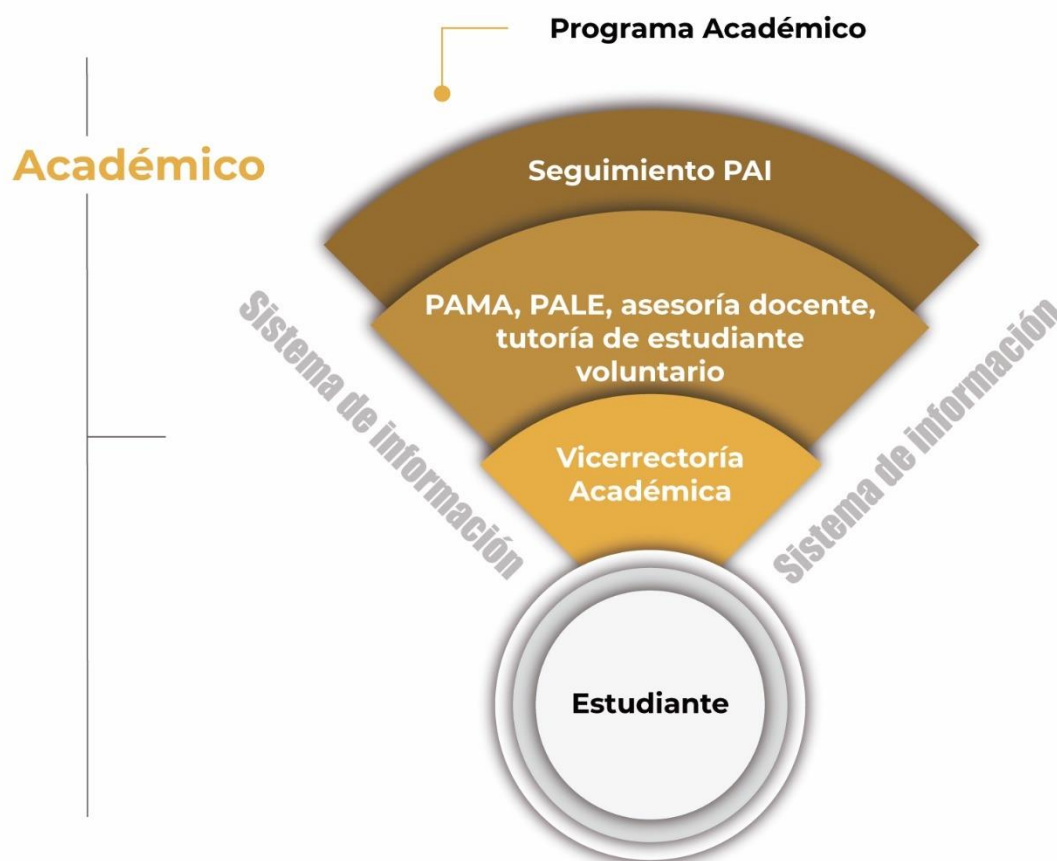 Programa Académico
Académico
Seguimiento PAI
PAMA, PALE, asesoría docente,
tutoría de estudiante
voluntario
Sistema de información
Sistema de información
Vicerrectoría
Académica
Estudiante